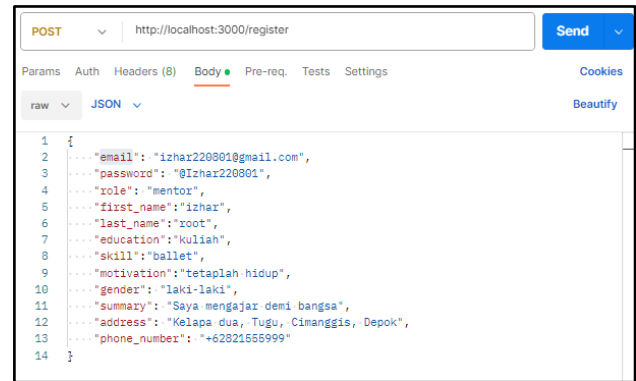 POST http://localhost:3000/register Send
Params Auth Headers (8) Body Pre-req. Tests Settings Cookies
raw JSON Beautify
1 {
2 "email": "izhar220801@gmail.com",
3 "password": "@Izhar220801",
4 "role": "mentor",
5 "first_name":"izhar",
6 "last_name":"root",
7 "education":"kuliah",
8 "skill":"ballet",
9 "motivation":"tetaplah hidup",
10 "gender": "laki-laki",
11 "summary": "Saya mengajar demi bangsa",
12 "address": "Kelapa dua, Tugu, Cimanggis, Depok",
13 "phone_number": "+62821555999"
14 }